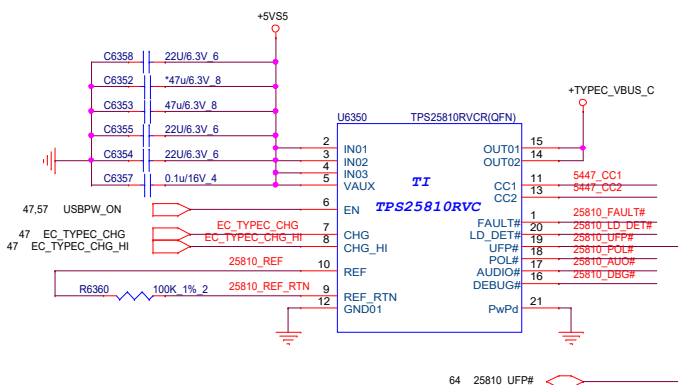 +5VS5
C6358 22U/6.3V_6
C6352 *47u/6.3V_8
C6353 47u/6.3V_8
C6355 22U/6.3V_6
C6354 22U/6.3V_6
C6357 0.1u/16V_4
+TYPEC_VBUS_C
U6350 TPS25810RVCR(QFN)
TI
TPS25810RVC
2 IN01
3 IN02
4 IN03
5 VAUX
47,57 USBPW_ON 6 EN
47 EC_TYPEC_CHG EC_TYPEC_CHG 7 CHG
47 EC_TYPEC_CHG_HI EC_TYPEC_CHG_HI 8 CHG_HI
25810_REF 10 REF
R6360 100K_1%_2 25810_REF_RTN 9 REF_RTN
12 GND01
OUT01 15
OUT02 14
CC1 11 5447_CC1
CC2 13 5447_CC2
FAULT# 1 25810_FAULT#
LD_DET# 20 25810_LD_DET#
UFP# 19 25810_UFP#
POL# 18 25810_POL#
AUDIO# 17 25810_AUO#
DEBUG# 16 25810_DBG#
PwPd 21
64 25810_UFP#